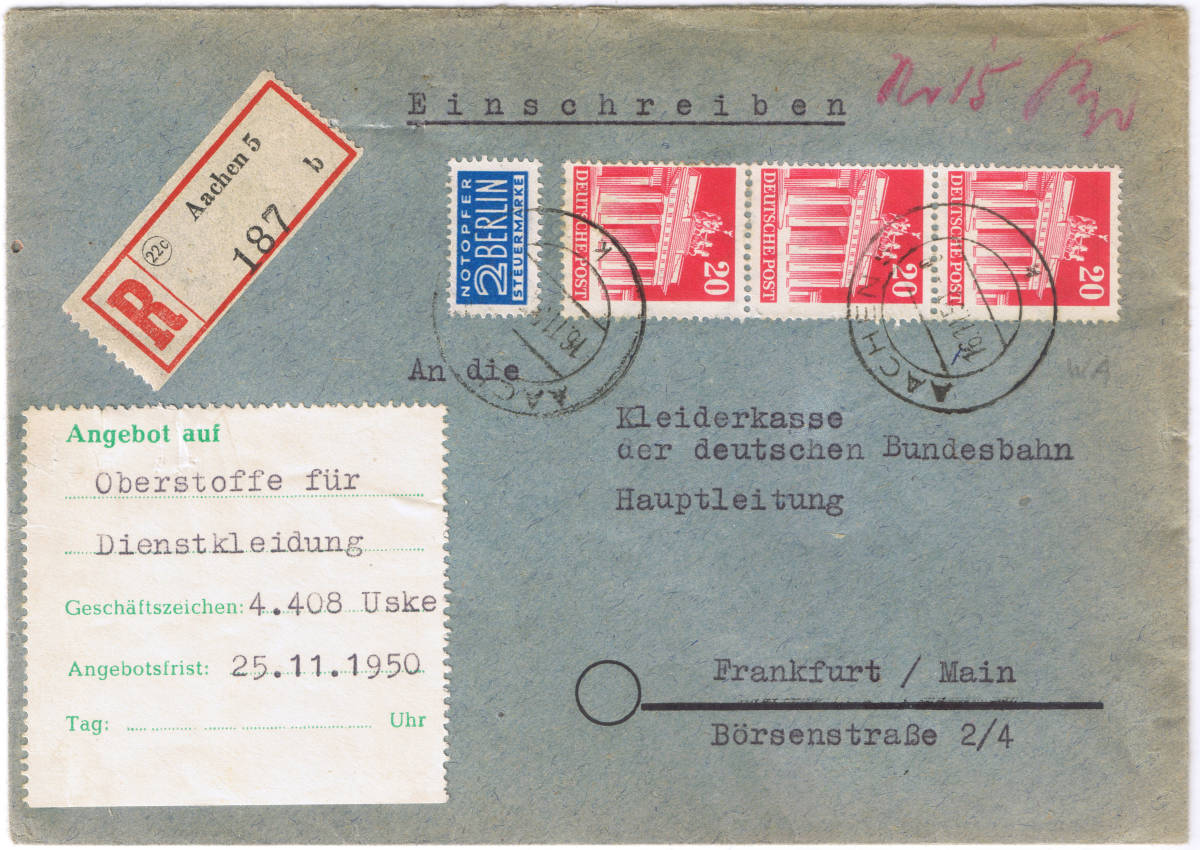 Einschreiben
Aachen 5
b
187
(22c)
R
NOTOPFER
2 BERLIN
STEUERMARKE
DEUTSCHE POST
20
DEUTSCHE POST
20
DEUTSCHE POST
20
AACHEN
An die
Kleiderkasse
der deutschen Bundesbahn
Hauptleitung
Frankfurt / Main
Börsenstraße 2/4
Angebot auf
Oberstoffe für
Dienstkleidung
Geschäftszeichen: 4.408 Uske
Angebotsfrist: 25.11.1950
Tag: Uhr